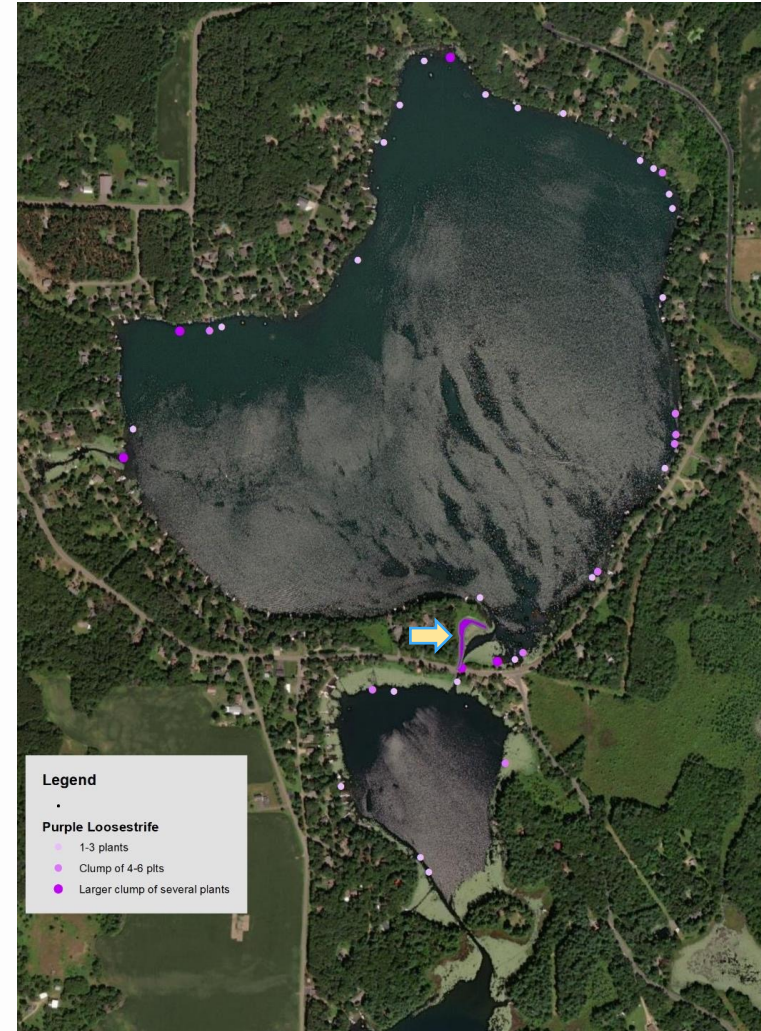 Legend
Purple Loosestrife
1-3 plants
Clump of 4-6 plts
Larger clump of several plants